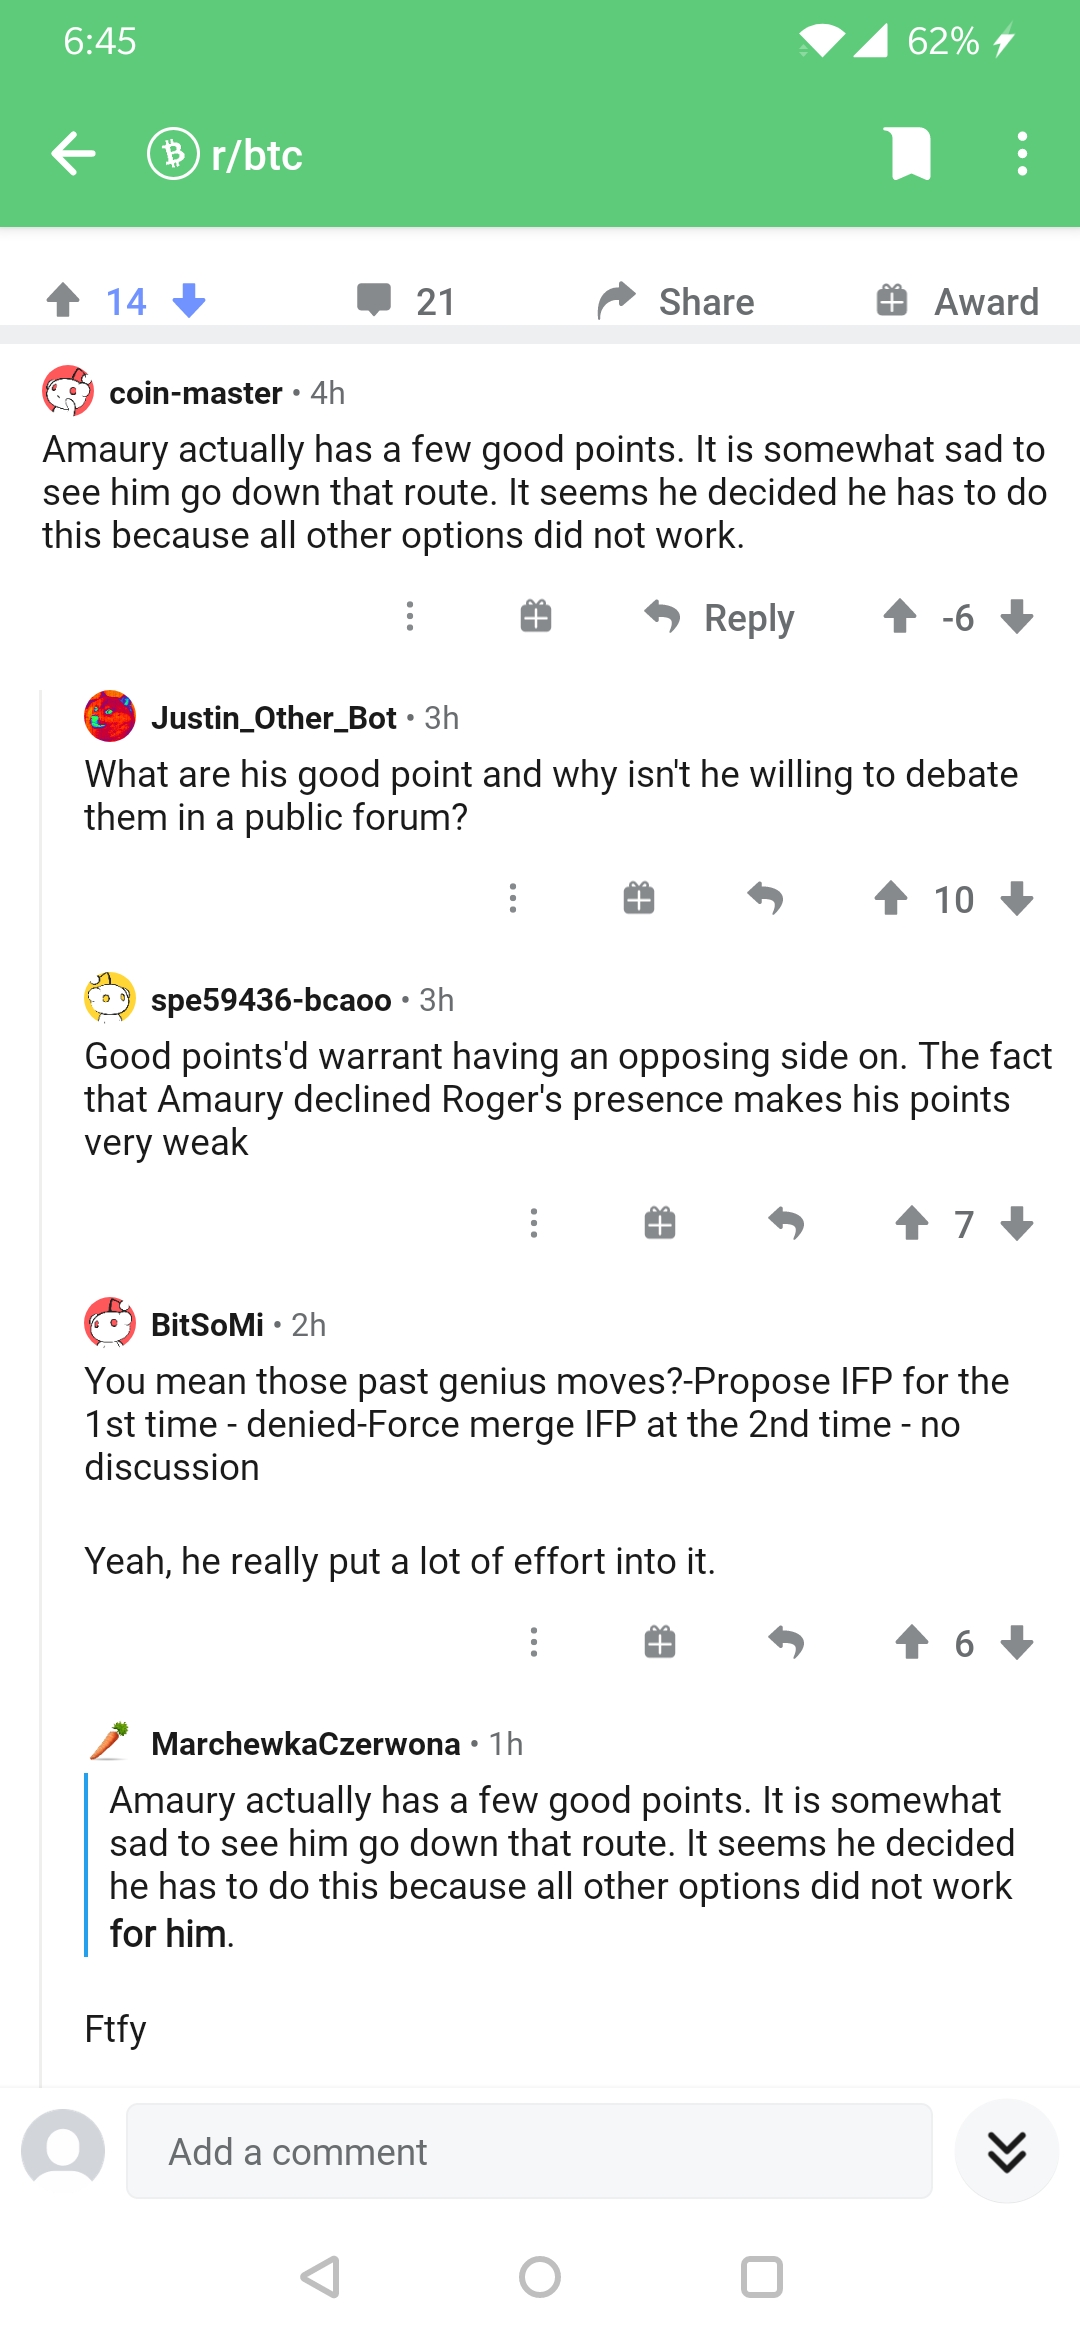 6:45
62%
r/btc
14
21
Share
Award
coin-master • 4h
Amaury actually has a few good points. It is somewhat sad to
see him go down that route. It seems he decided he has to do
this because all other options did not work.
Reply
-6
Justin_Other_Bot • 3h
What are his good point and why isn't he willing to debate
them in a public forum?
10
spe59436-bcaoo • 3h
Good points'd warrant having an opposing side on. The fact
that Amaury declined Roger's presence makes his points
very weak
7
BitSoMi • 2h
You mean those past genius moves?-Propose IFP for the
1st time - denied-Force merge IFP at the 2nd time - no
discussion
Yeah, he really put a lot of effort into it.
6
MarchewkaCzerwona • 1h
Amaury actually has a few good points. It is somewhat
sad to see him go down that route. It seems he decided
he has to do this because all other options did not work
for him.
Ftfy
Add a comment